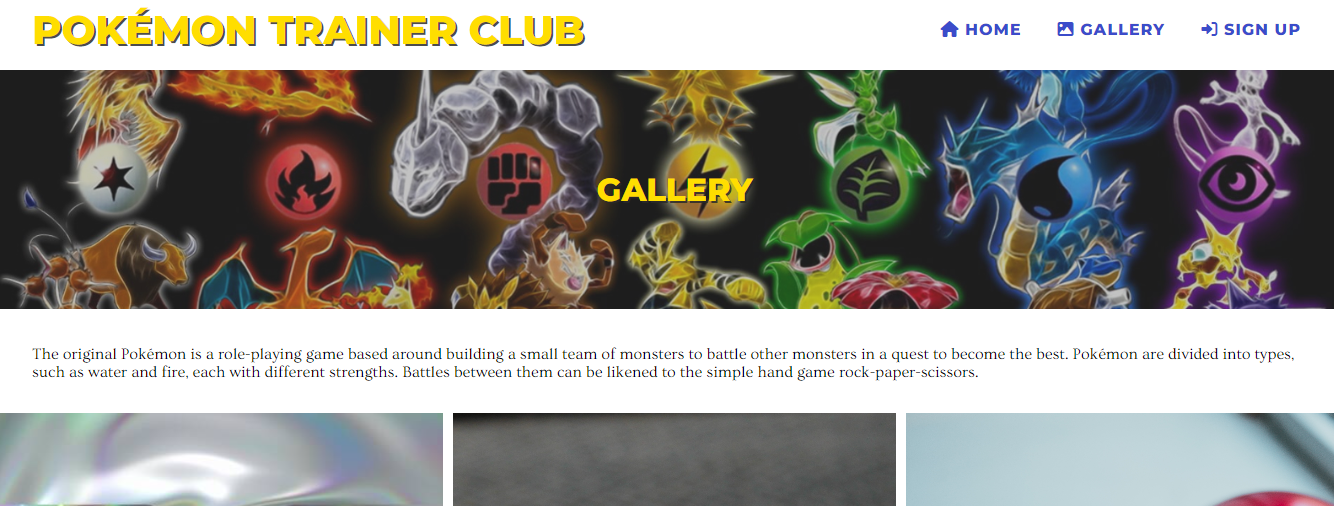 POKÉMON TRAINER CLUB
HOME
GALLERY
SIGN UP
GALLERY
The original Pokémon is a role-playing game based around building a small team of monsters to battle other monsters in a quest to become the best. Pokémon are divided into types,
such as water and fire, each with different strengths. Battles between them can be likened to the simple hand game rock-paper-scissors.